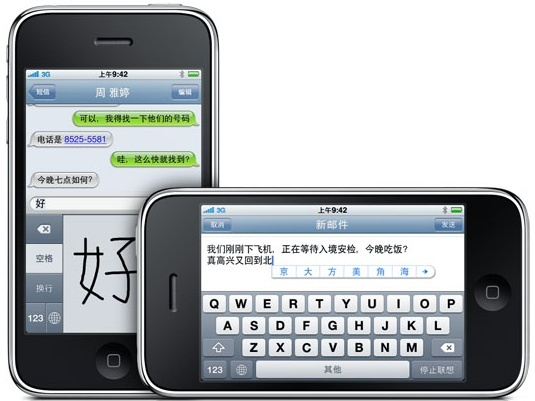 3G 上午9:42
短信 周 雅婷 编辑
可以，我得找一下他们的号码
电话是 8525-5581
哇，这么快就找到？
今晚七点如何？
好
空格
换行
123
好
3G 上午9:42
取消 新邮件 发送
我们刚刚下飞机，正在等待入境安检，今晚吃饭？
真高兴又回到北
京 大 方 美 角 海
Q W E R T Y U I O P
A S D F G H J K L
Z X C V B N M
123 其他 停止联想